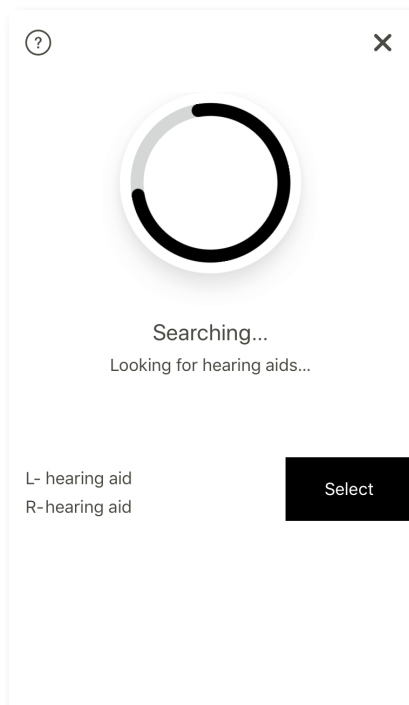 ?
Searching...
Looking for hearing aids...
L- hearing aid
R-hearing aid
Select